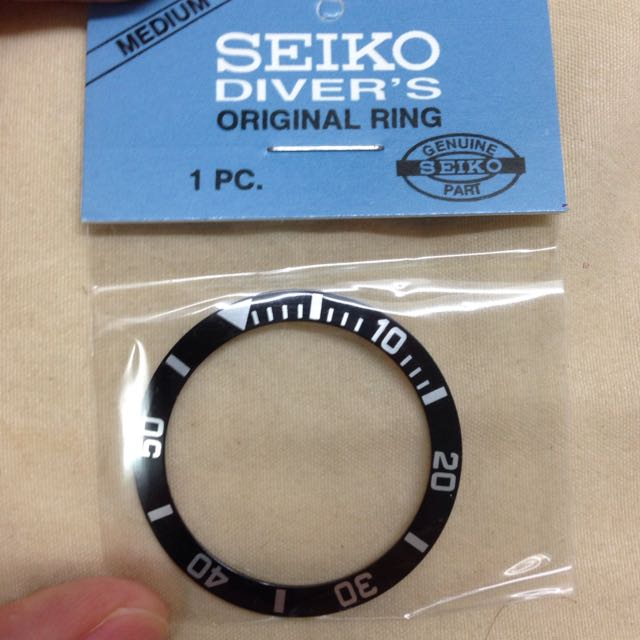 MEDIUM
SEIKO
DIVER'S
ORIGINAL RING
1 PC.
GENUINE
SEIKO
PART
10
20
30
40
50